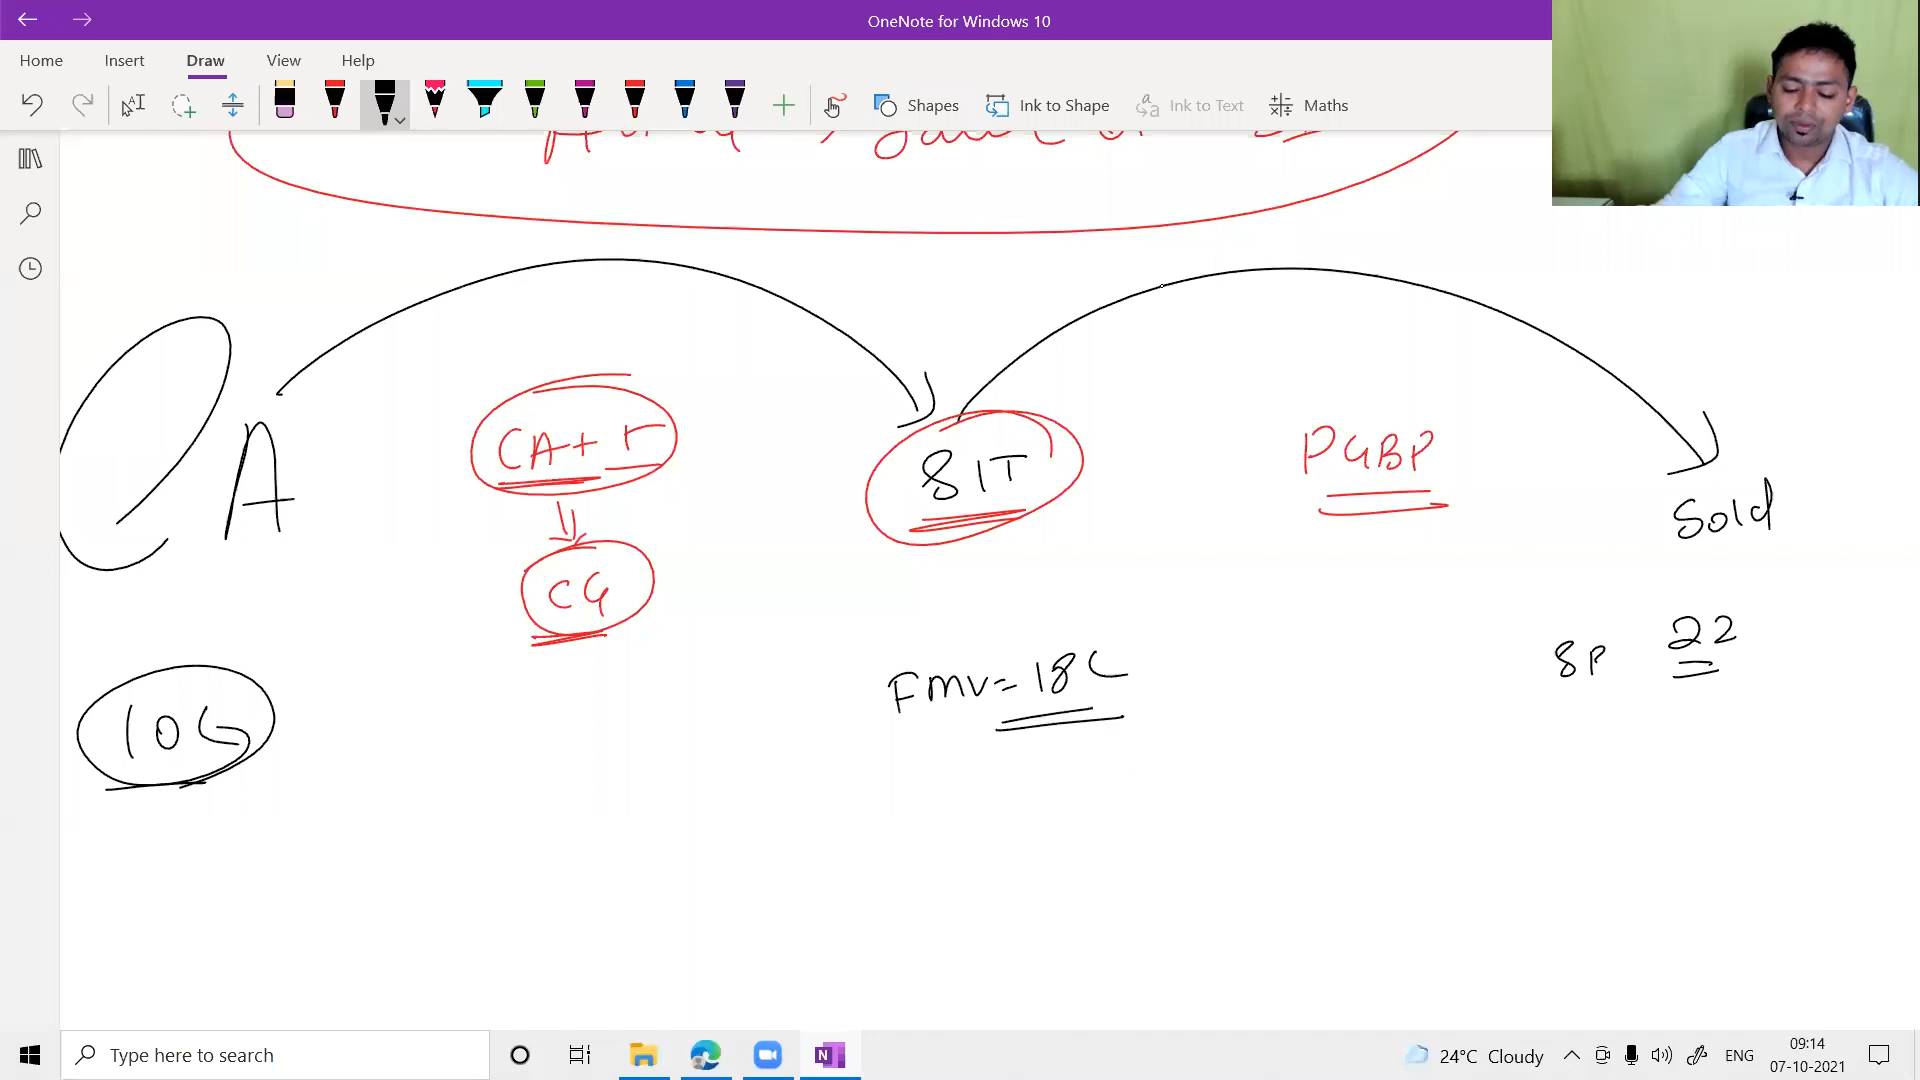 OneNote for Windows 10
Home Insert Draw View Help
Shapes Ink to Shape Ink to Text Maths
A CA+T SIT PGBP Sold
CG
FMV=18C SP 22
10C
Type here to search
24°C Cloudy ENG 09:14
07-10-2021